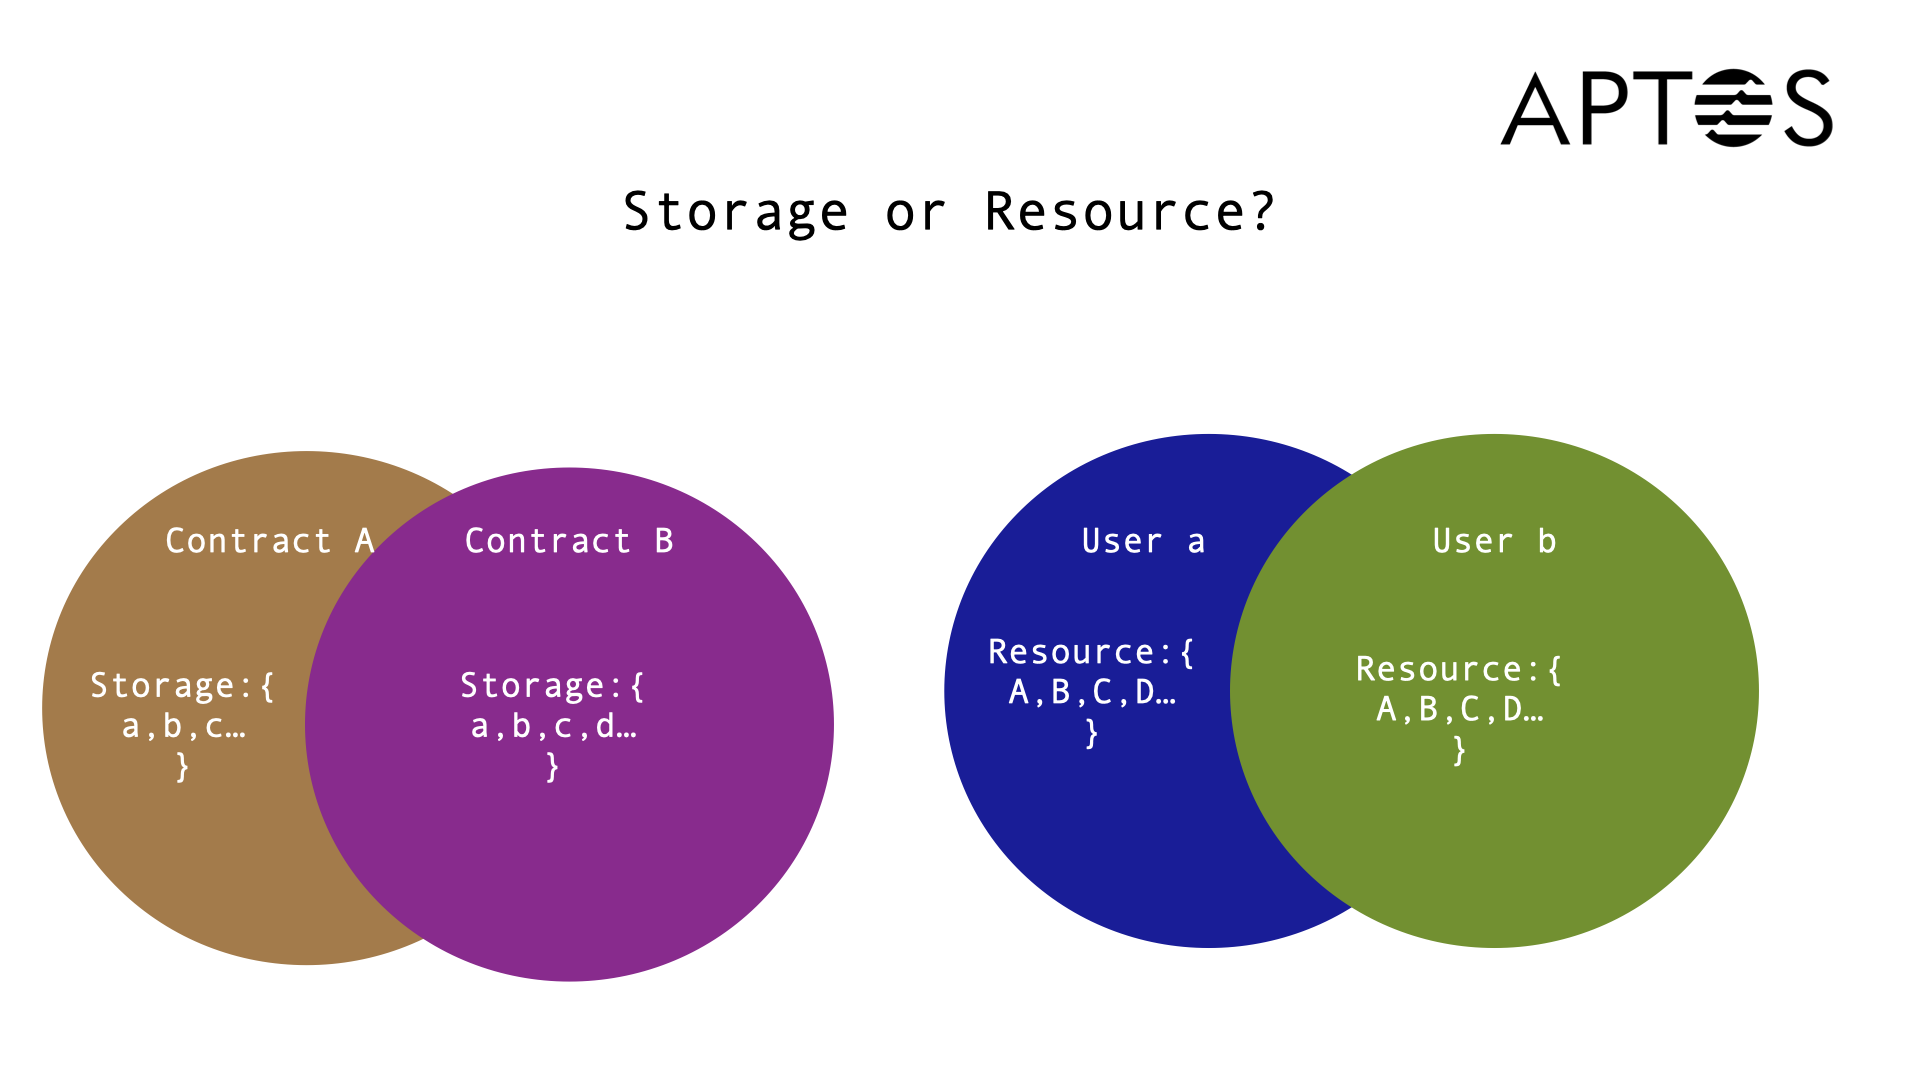 APTOS
Storage or Resource?
Contract A
Storage:{
a,b,c…
}
Contract B
Storage:{
a,b,c,d…
}
User a
Resource:{
A,B,C,D…
}
User b
Resource:{
A,B,C,D…
}